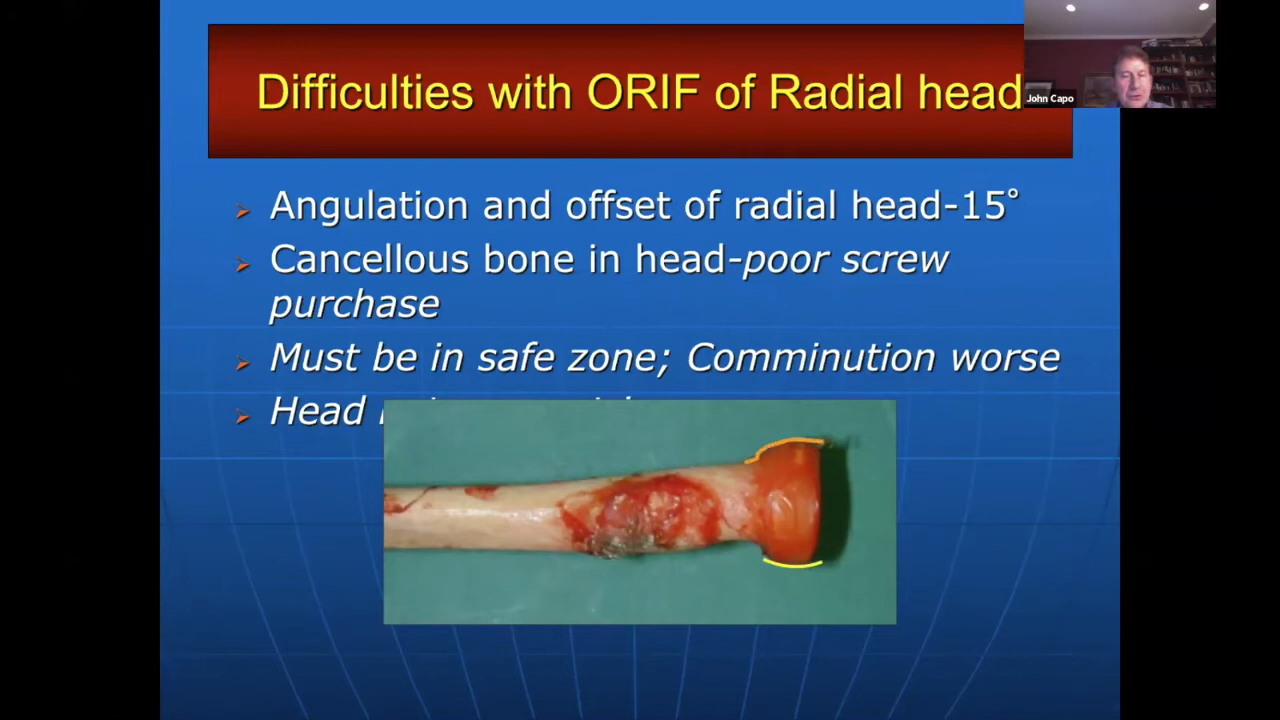 Difficulties with ORIF of Radial head
John Capo
Angulation and offset of radial head-15°
Cancellous bone in head-poor screw
purchase
Must be in safe zone; Comminution worse
Head